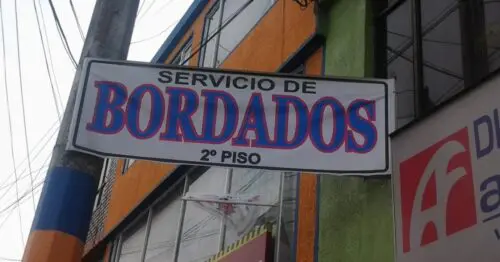 SERVICIO DE
BORDADOS
2º PISO